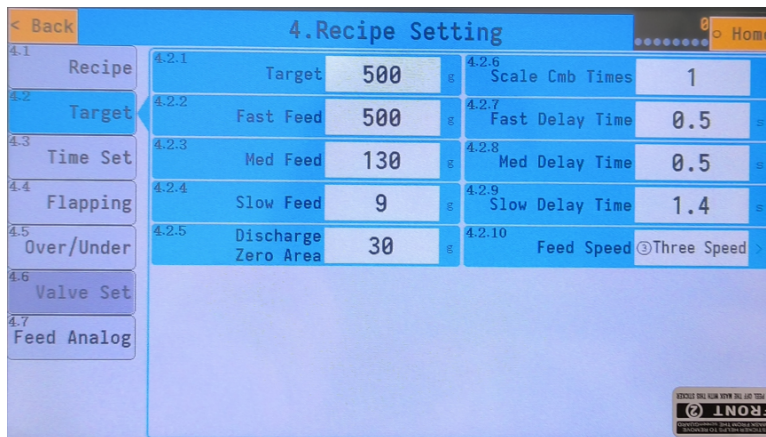 < Back
4.Recipe Setting
0
Home
4.1 Recipe
4.2 Target
4.3 Time Set
4.4 Flapping
4.5 Over/Under
4.6 Valve Set
4.7 Feed Analog
4.2.1 Target 500 g
4.2.2 Fast Feed 500 g
4.2.3 Med Feed 130 g
4.2.4 Slow Feed 9 g
4.2.5 Discharge Zero Area 30 g
4.2.6 Scale Cmb Times 1
4.2.7 Fast Delay Time 0.5 s
4.2.8 Med Delay Time 0.5 s
4.2.9 Slow Delay Time 1.4 s
4.2.10 Feed Speed ③Three Speed >
FRONT 2